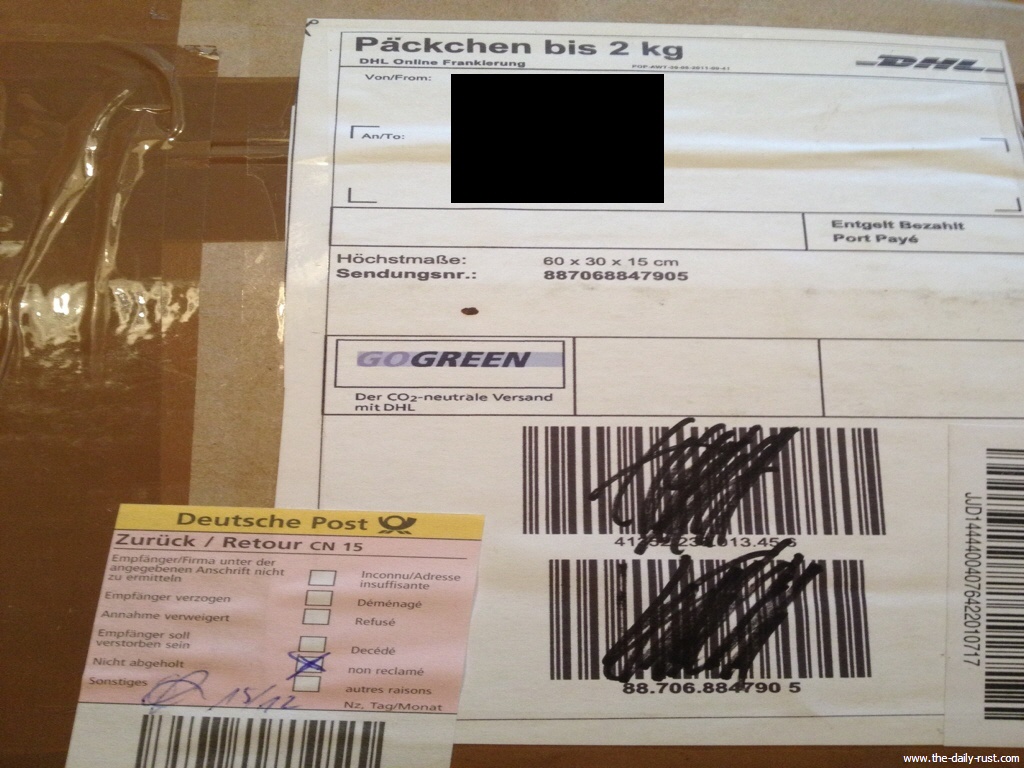 Päckchen bis 2 kg
DHL Online Frankierung
DHL
Von/From:
An/To:
Entgelt Bezahlt
Port Payé
Höchstmaße: 60 x 30 x 15 cm
Sendungsnr.: 887068847905
GOGREEN
Der CO2-neutrale Versand
mit DHL
88.706.884790 5
JJD1444004076422010717
Deutsche Post
Zurück / Retour CN 15
Empfänger/Firma unter der
angegebenen Anschrift nicht
zu ermitteln
Inconnu/Adresse
insuffisante
Empfänger verzogen
Déménagé
Annahme verweigert
Refusé
Empfänger soll
verstorben sein
Decédé
Nicht abgeholt
non reclamé
Sonstiges
autres raisons
15/12
Nz, Tag/Monat
www.the-daily-rust.com